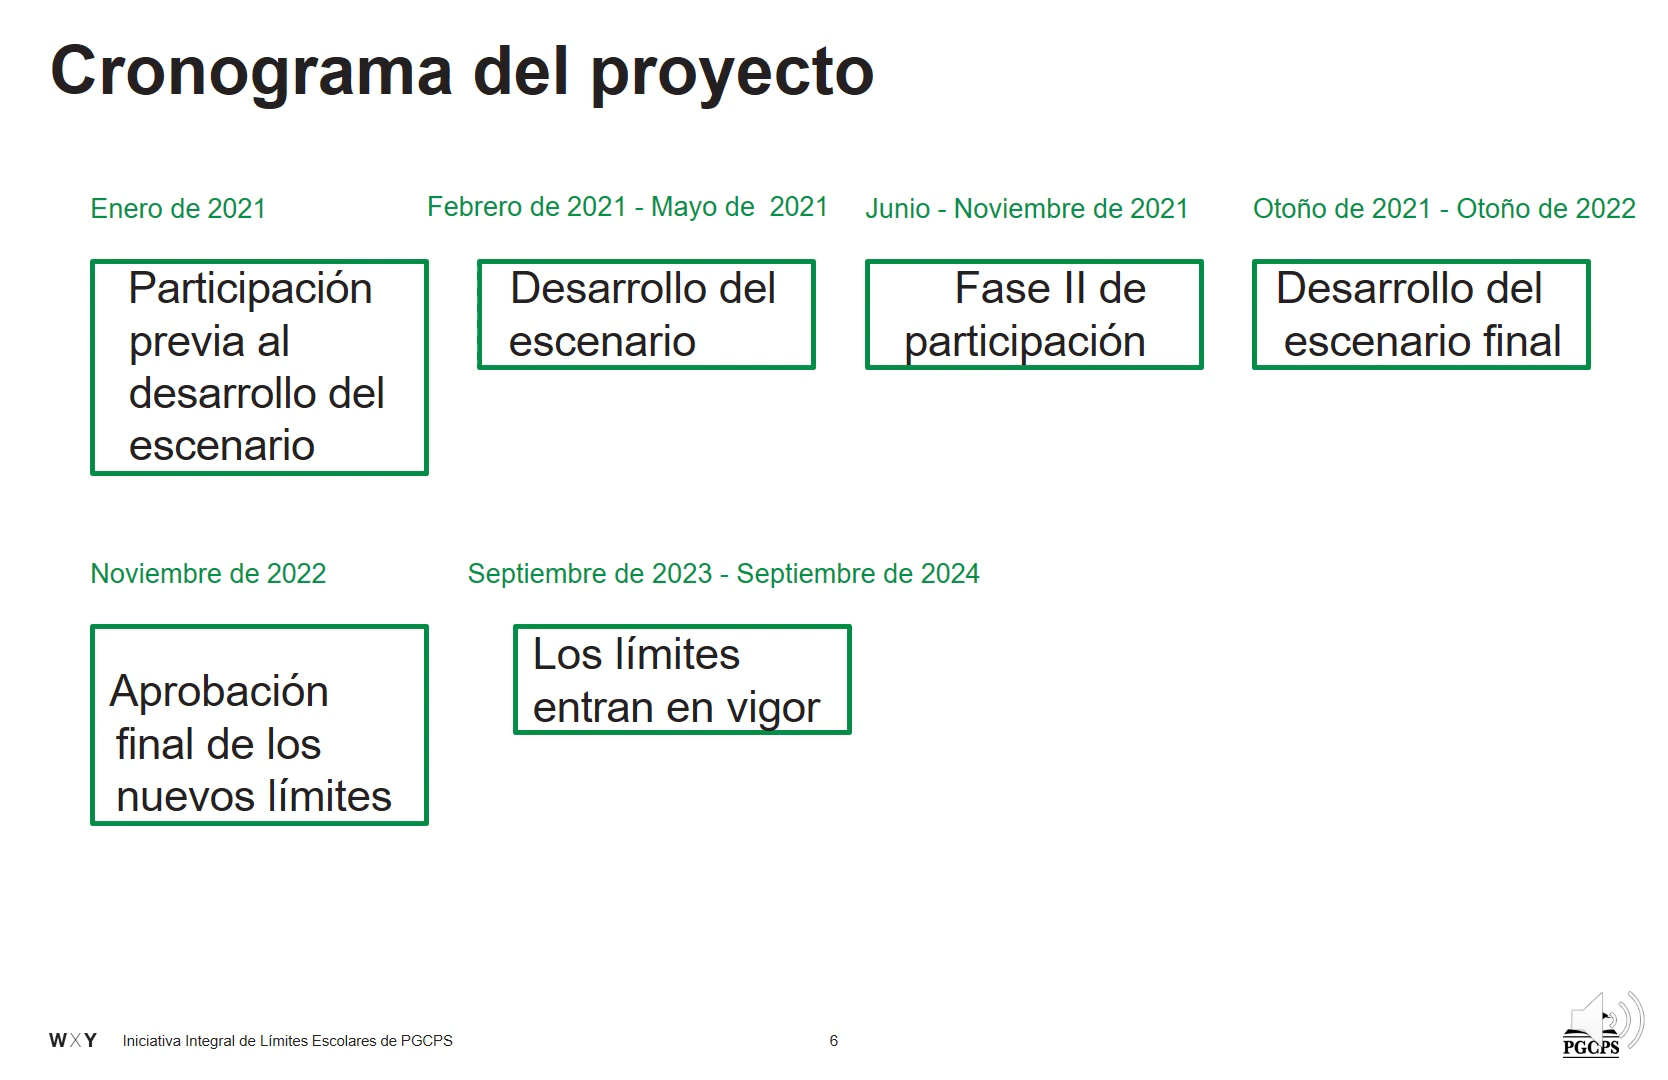 Cronograma del proyecto
Enero de 2021
Participación
previa al
desarrollo del
escenario
Febrero de 2021 - Mayo de 2021
Desarrollo del
escenario
Junio - Noviembre de 2021
Fase II de
participación
Otoño de 2021 - Otoño de 2022
Desarrollo del
escenario final
Noviembre de 2022
Aprobación
final de los
nuevos límites
Septiembre de 2023 - Septiembre de 2024
Los límites
entran en vigor
WXY Iniciativa Integral de Límites Escolares de PGCPS 6
PGCPS